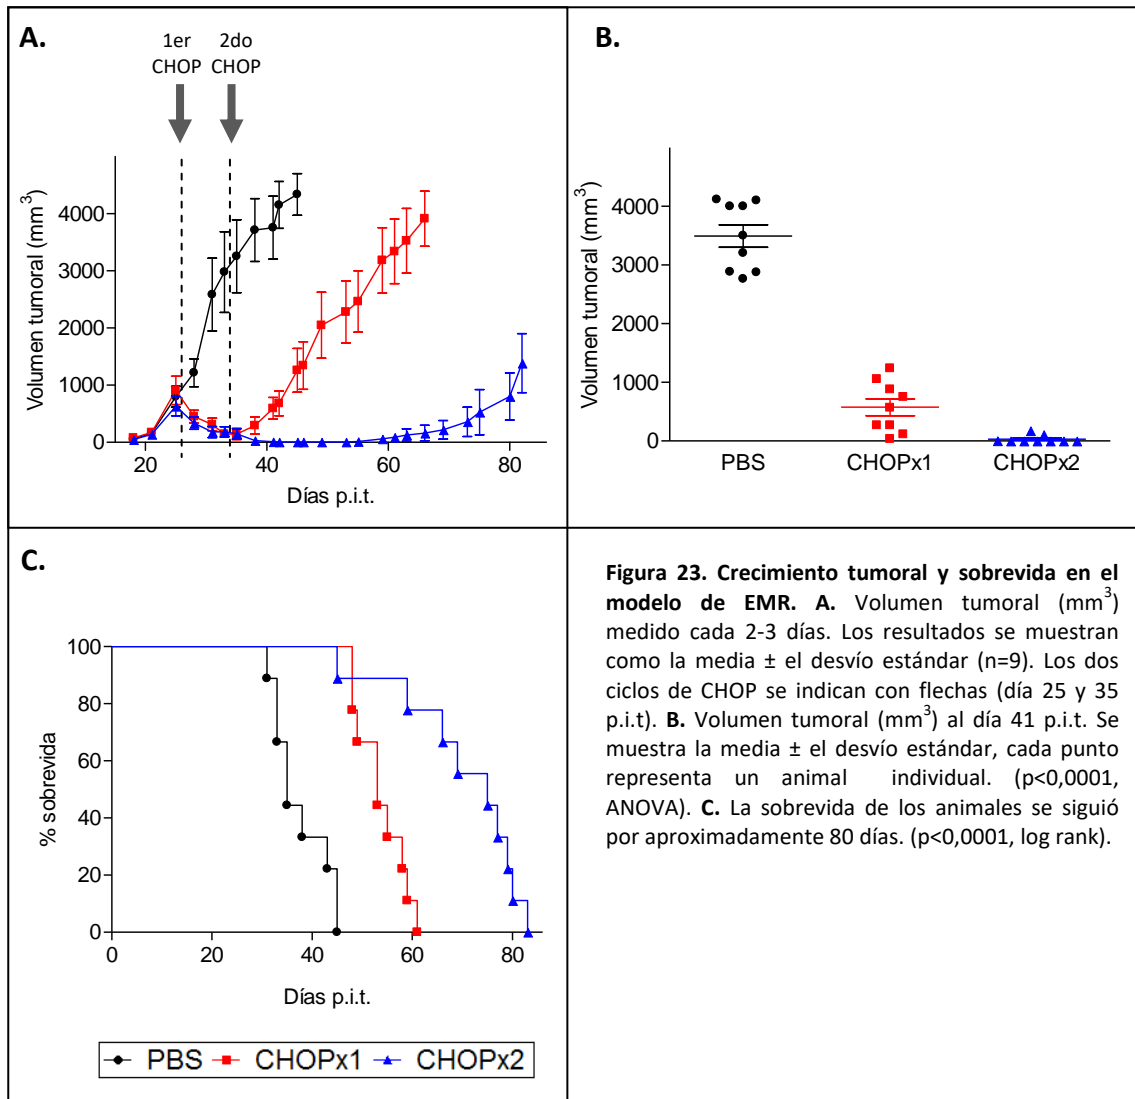 A.
1er
CHOP
2do
CHOP
Volumen tumoral (mm³)
4000
3000
2000
1000
0
20
40
60
80
Días p.i.t.
B.
Volumen tumoral (mm³)
4000
3000
2000
1000
0
PBS
CHOPx1
CHOPx2
C.
% sobrevida
100
80
60
40
20
0
0
20
40
60
80
Días p.i.t.
PBS CHOPx1 CHOPx2
Figura 23. Crecimiento tumoral y sobrevida en el
modelo de EMR. A. Volumen tumoral (mm³)
medido cada 2-3 días. Los resultados se muestran
como la media ± el desvío estándar (n=9). Los dos
ciclos de CHOP se indican con flechas (día 25 y 35
p.i.t). B. Volumen tumoral (mm³) al día 41 p.i.t. Se
muestra la media ± el desvío estándar, cada punto
representa un animal individual. (p<0,0001,
ANOVA). C. La sobrevida de los animales se siguió
por aproximadamente 80 días. (p<0,0001, log rank).